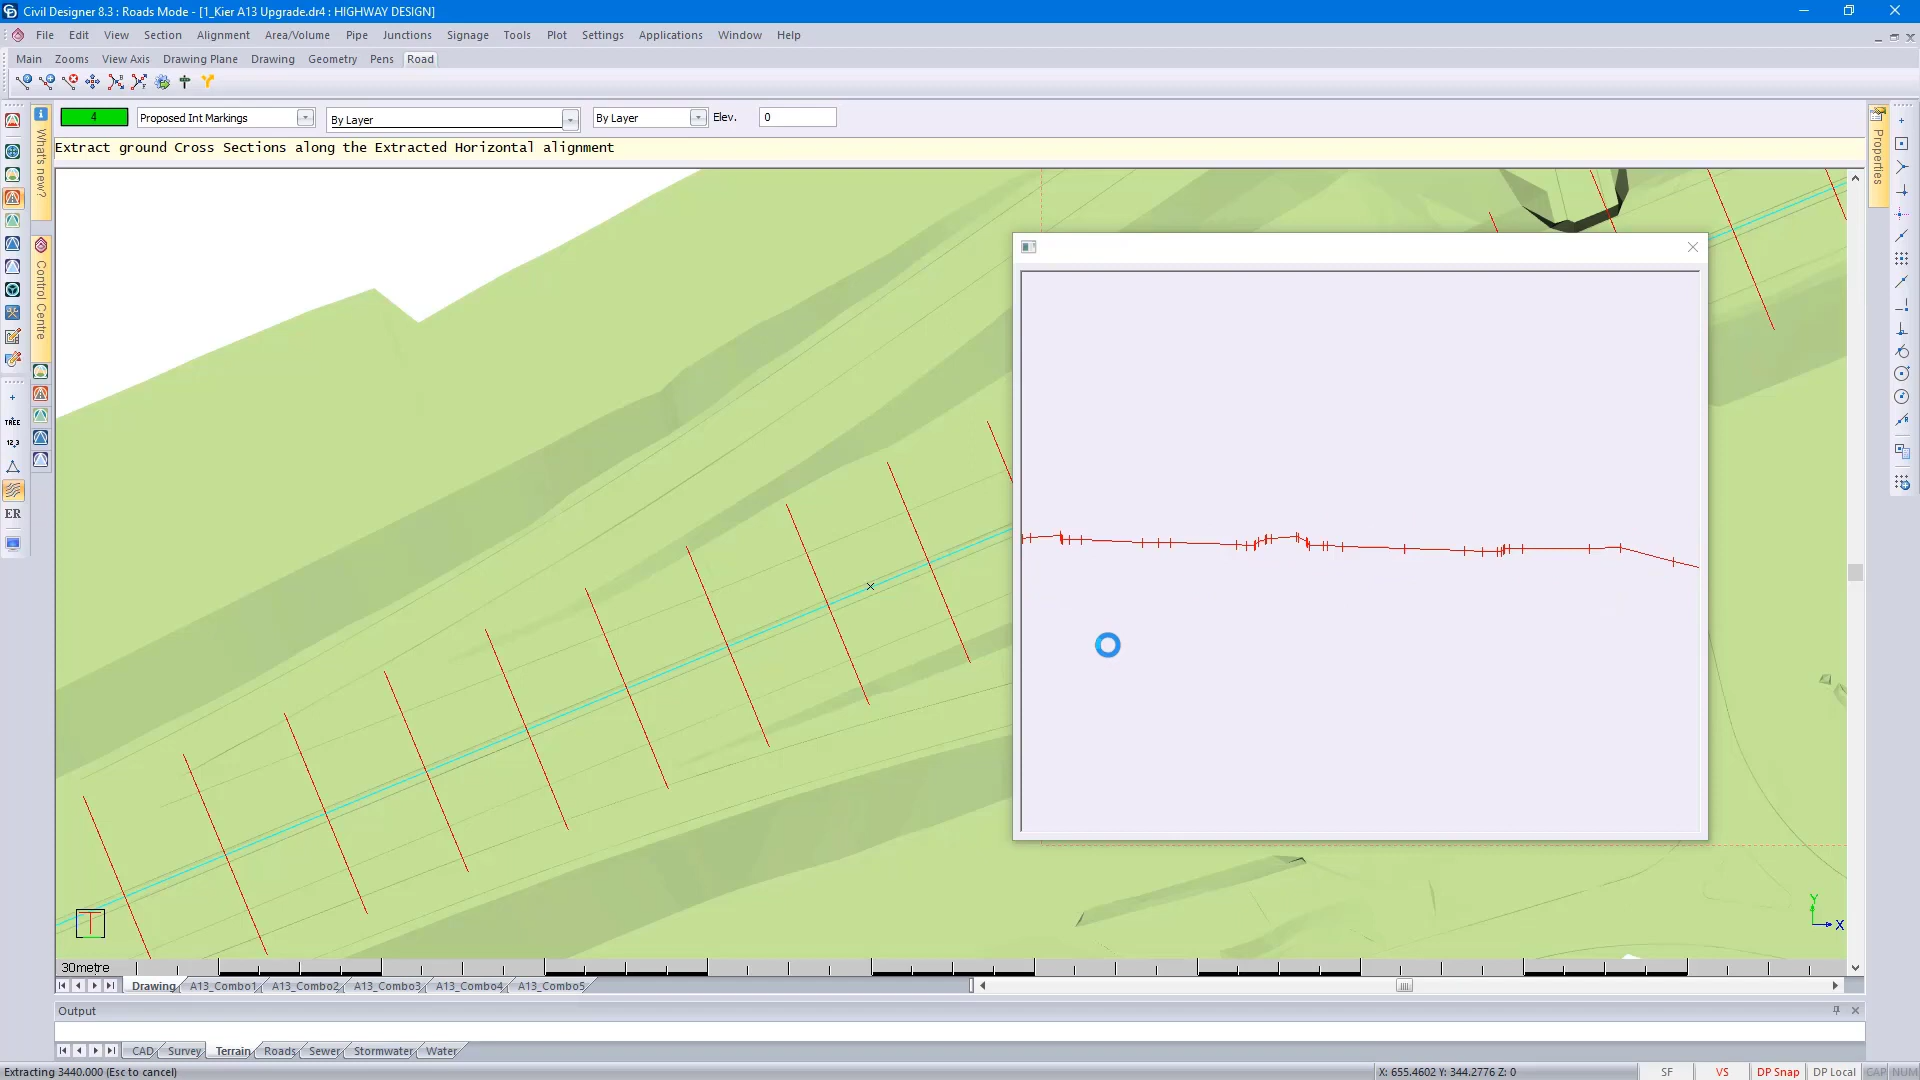 Civil Designer 8.3 : Roads Mode - [1_Kier A13 Upgrade.dr4 : HIGHWAY DESIGN]
File Edit View Section Alignment Area/Volume Pipe Junctions Signage Tools Plot Settings Applications Window Help
Main Zooms View Axis Drawing Plane Drawing Geometry Pens Road
4 Proposed Int Markings By Layer By Layer Elev. 0
Extract ground Cross Sections along the Extracted Horizontal alignment
What's new?
Control Centre
Properties
TREE
12.3
ER
T
Y
X
30metre
Drawing A13_Combo1 A13_Combo2 A13_Combo3 A13_Combo4 A13_Combo5
Output
CAD Survey Terrain Roads Sewer Stormwater Water
Extracting 3440.000 (Esc to cancel) X: 655.4602 Y: 344.2776 Z: 0 SF VS DP Snap DP Local CAP NUM